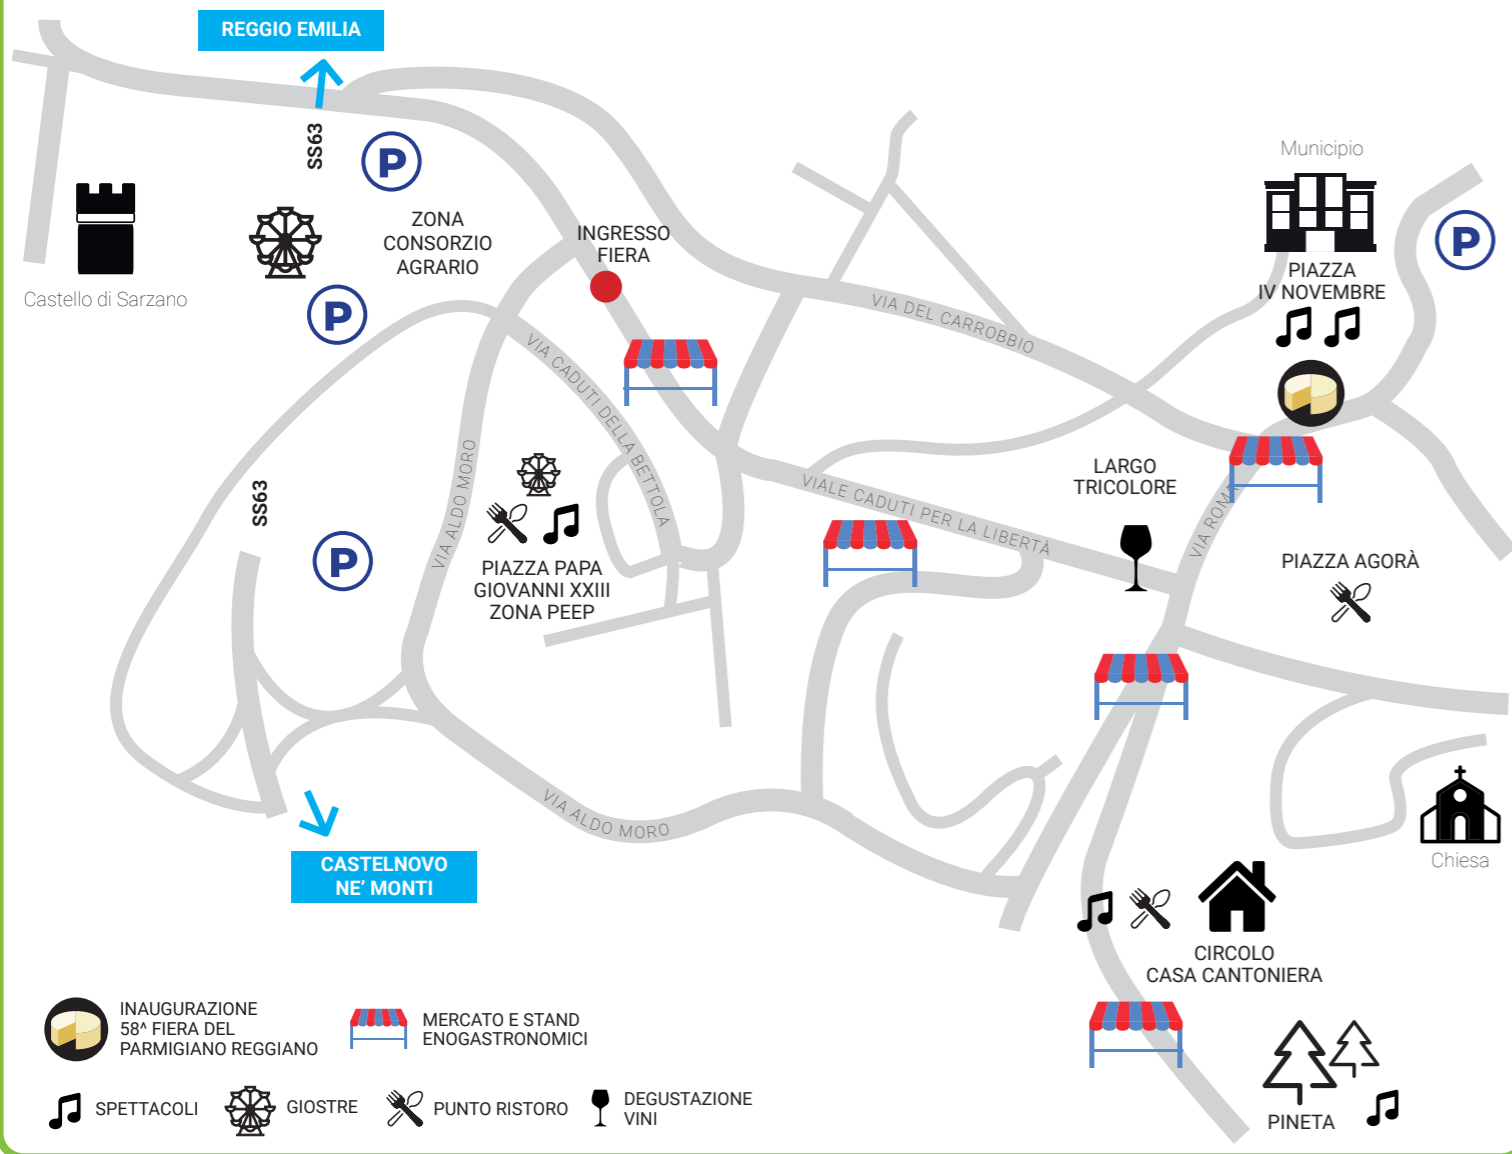 REGGIO EMILIA
SS63
P
ZONA
CONSORZIO
AGRARIO
INGRESSO
FIERA
Municipio
P
PIAZZA
IV NOVEMBRE
Castello di Sarzano
P
VIA DEL CARROBBIO
VIA CADUTI DELLA BETTOLA
VIA ALDO MORO
SS63
P
PIAZZA PAPA
GIOVANNI XXIII
ZONA PEEP
VIALE CADUTI PER LA LIBERTÀ
LARGO
TRICOLORE
VIA ROMA
PIAZZA AGORÀ
VIA ALDO MORO
CASTELNOVO
NE' MONTI
Chiesa
CIRCOLO
CASA CANTONIERA
PINETA
INAUGURAZIONE
58^ FIERA DEL
PARMIGIANO REGGIANO
MERCATO E STAND
ENOGASTRONOMICI
SPETTACOLI
GIOSTRE
PUNTO RISTORO
DEGUSTAZIONE
VINI